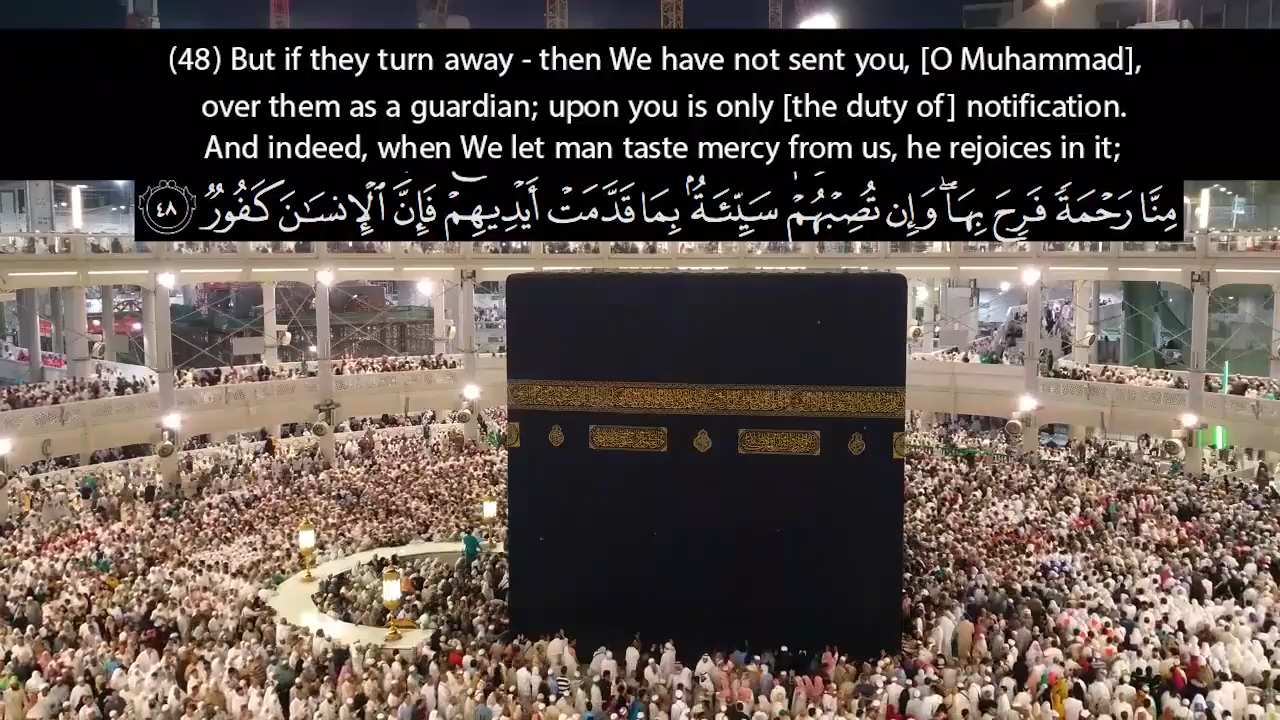 (48) But if they turn away - then We have not sent you, [O Muhammad],
over them as a guardian; upon you is only [the duty of] notification.
And indeed, when We let man taste mercy from us, he rejoices in it;
مِنَّا رَحْمَةً فَرِحَ بِهَا ۖ وَإِن تُصِبْهُمْ سَيِّئَةٌۢ بِمَا قَدَّمَتْ أَيْدِيهِمْ فَإِنَّ ٱلْإِنسَـٰنَ كَفُورٌ ٤٨